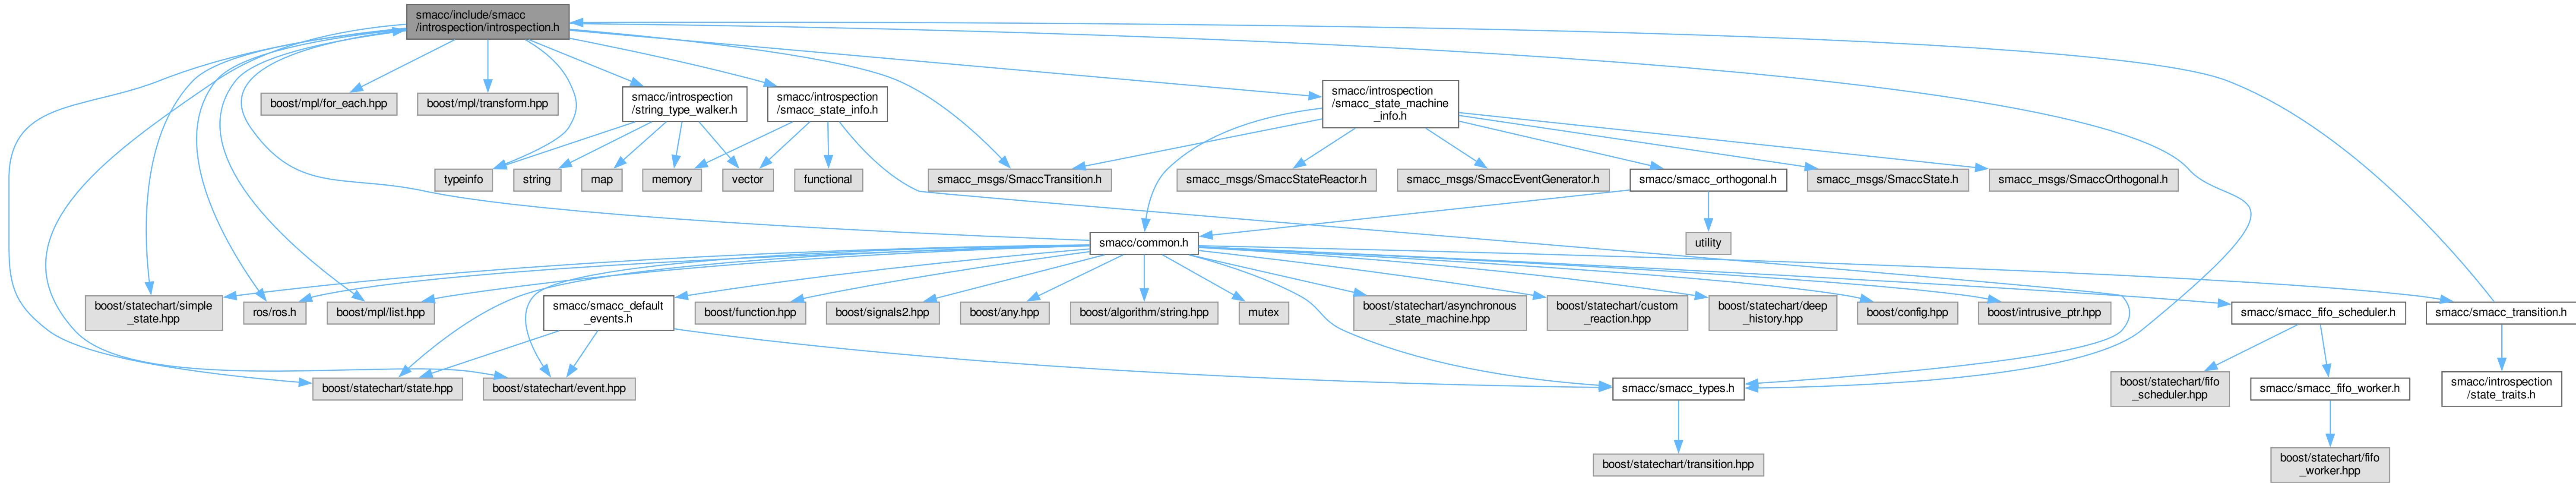 smacc/include/smacc
/introspection/introspection.h
boost/mpl/for_each.hpp
boost/mpl/transform.hpp
smacc/introspection
/string_type_walker.h
smacc/introspection
/smacc_state_info.h
smacc/introspection
/smacc_state_machine
_info.h
typeinfo
string
map
memory
vector
functional
smacc_msgs/SmaccTransition.h
smacc_msgs/SmaccStateReactor.h
smacc_msgs/SmaccEventGenerator.h
smacc/smacc_orthogonal.h
smacc_msgs/SmaccState.h
smacc_msgs/SmaccOrthogonal.h
smacc/common.h
utility
boost/statechart/simple
_state.hpp
ros/ros.h
boost/mpl/list.hpp
smacc/smacc_default
_events.h
boost/function.hpp
boost/signals2.hpp
boost/any.hpp
boost/algorithm/string.hpp
mutex
boost/statechart/asynchronous
_state_machine.hpp
boost/statechart/custom
_reaction.hpp
boost/statechart/deep
_history.hpp
boost/config.hpp
boost/intrusive_ptr.hpp
smacc/smacc_fifo_scheduler.h
smacc/smacc_transition.h
boost/statechart/state.hpp
boost/statechart/event.hpp
smacc/smacc_types.h
boost/statechart/fifo
_scheduler.hpp
smacc/smacc_fifo_worker.h
smacc/introspection
/state_traits.h
boost/statechart/transition.hpp
boost/statechart/fifo
_worker.hpp